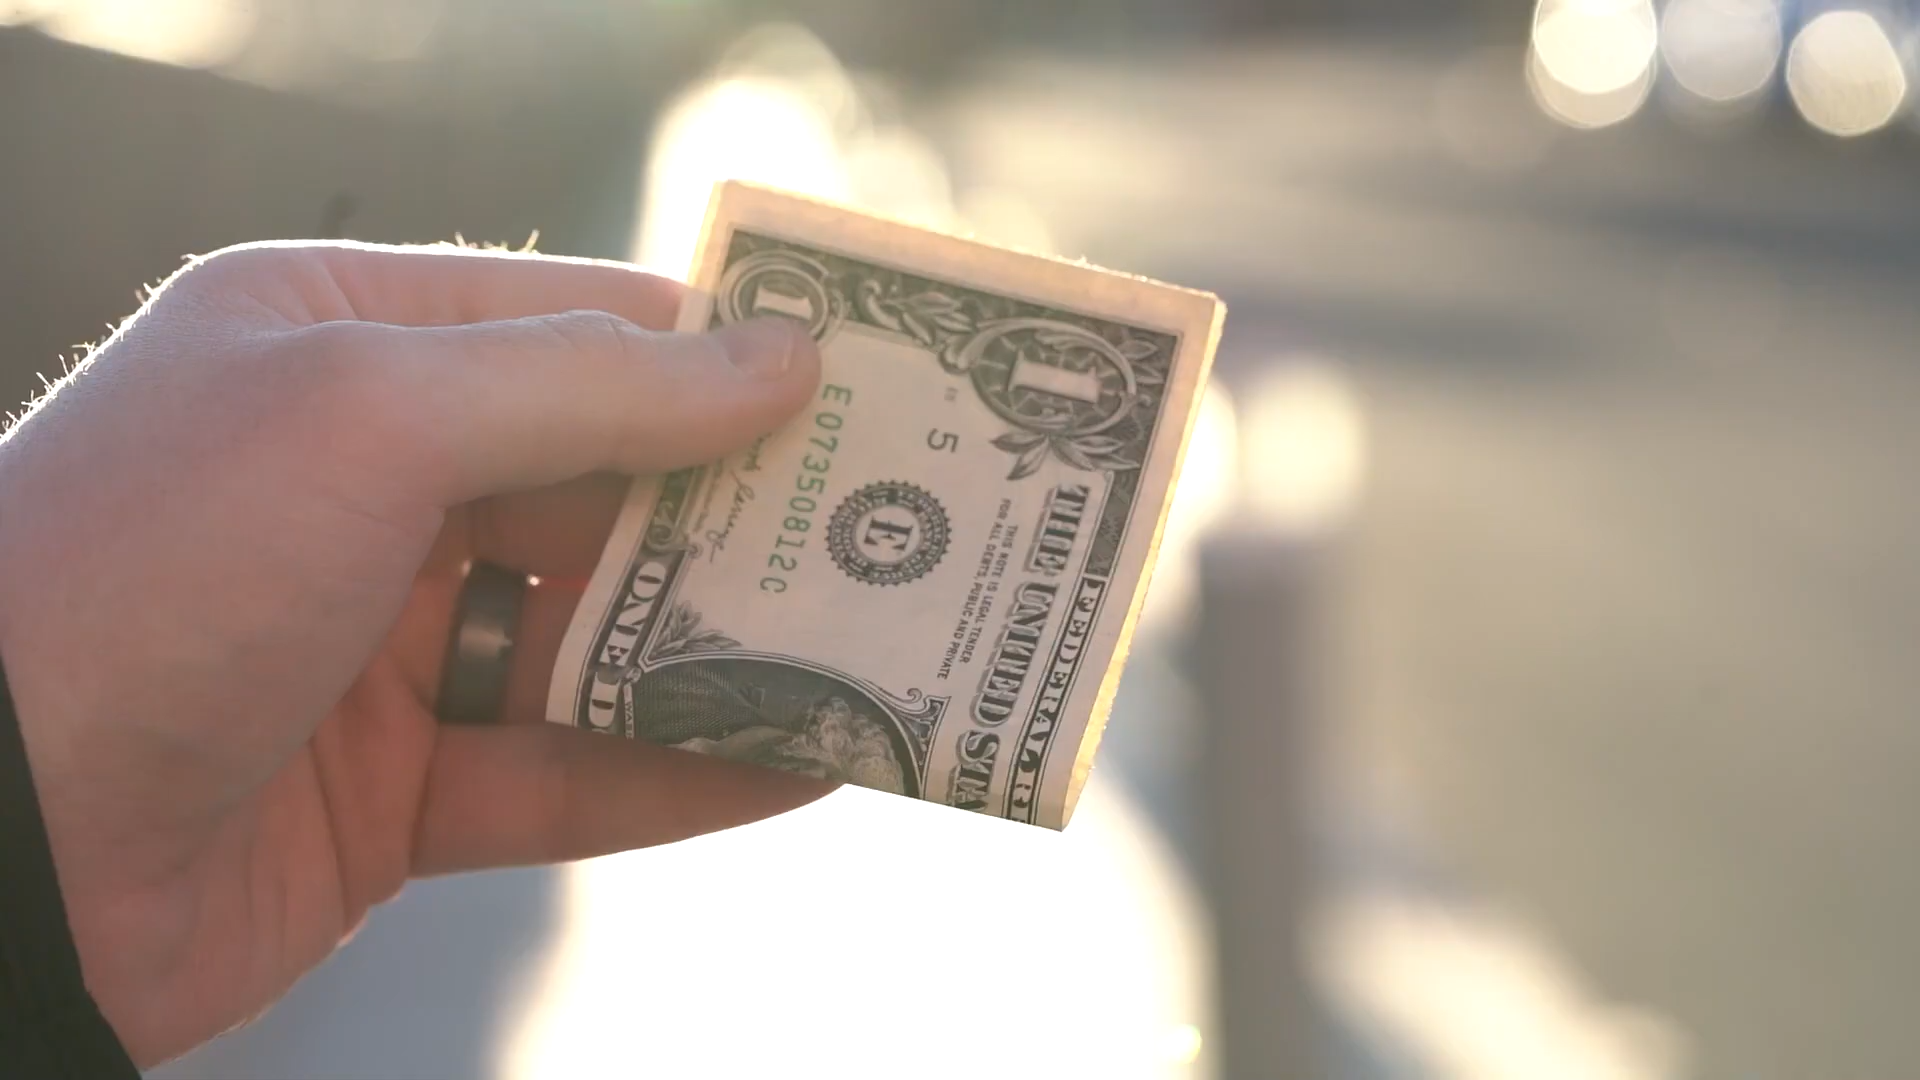 FEDERAL R
THE UNITED STA
THIS NOTE IS LEGAL TENDER
FOR ALL DEBTS, PUBLIC AND PRIVATE
1
5
E
E07350812C
1
ONE D
WA